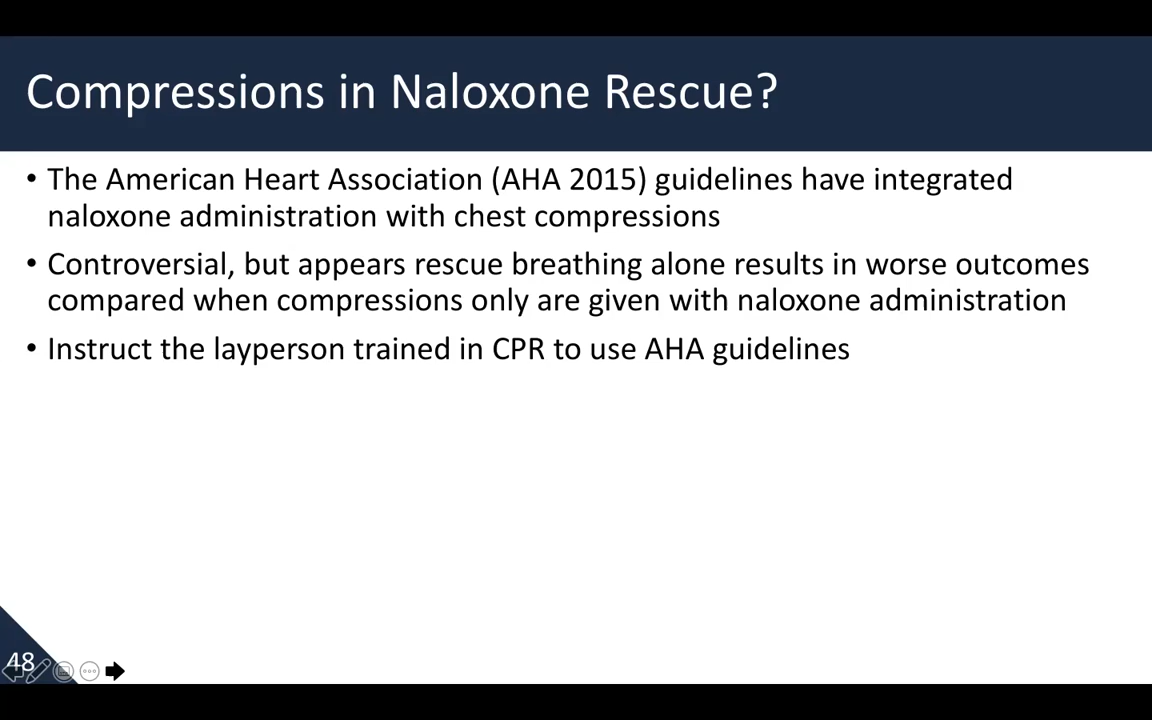 Compressions in Naloxone Rescue?
• The American Heart Association (AHA 2015) guidelines have integrated
naloxone administration with chest compressions
• Controversial, but appears rescue breathing alone results in worse outcomes
compared when compressions only are given with naloxone administration
• Instruct the layperson trained in CPR to use AHA guidelines
48